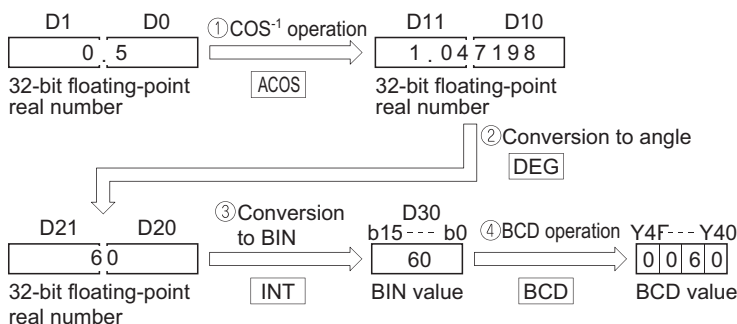 D1 D0 ①COS-1 operation D11 D10
0.5 1.047198
32-bit floating-point real number ACOS 32-bit floating-point real number
②Conversion to angle
DEG
D21 D20 ③Conversion to BIN D30 ④BCD operation Y4F--- Y40
b15--- b0
60 60 0 0 6 0
32-bit floating-point real number INT BIN value BCD BCD value